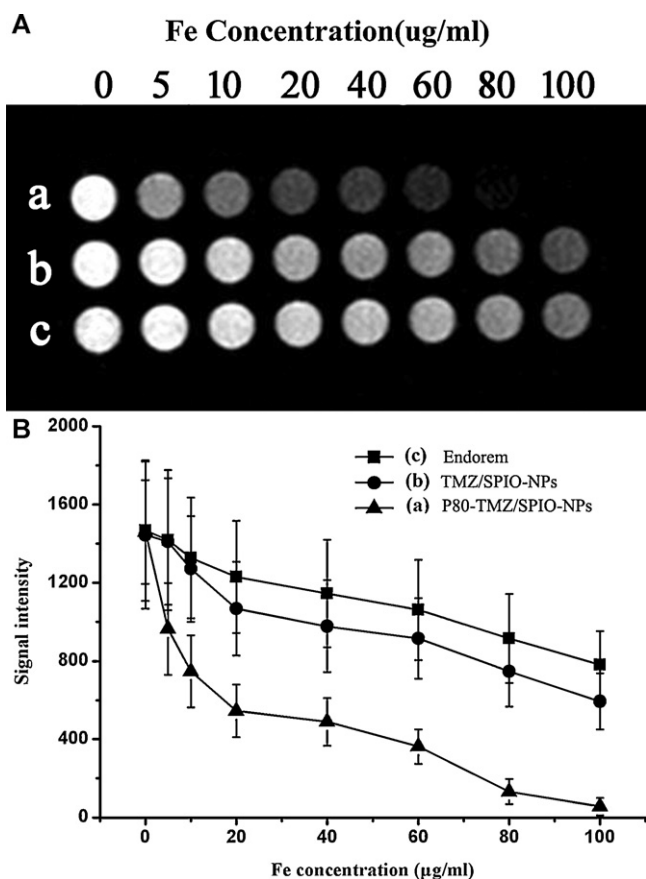 A
Fe Concentration(ug/ml)
0 5 10 20 40 60 80 100
a
b
c
B
2000
1600
1200
800
400
0
Signal intensity
(c) Endorem
(b) TMZ/SPIO-NPs
(a) P80-TMZ/SPIO-NPs
0 20 40 60 80 100
Fe concentration (μg/ml)